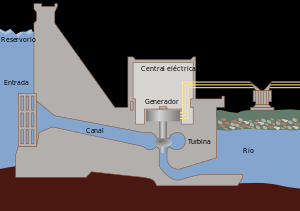 Reservorio
Central eléctrica
Entrada
Generador
Canal
Turbina
Río